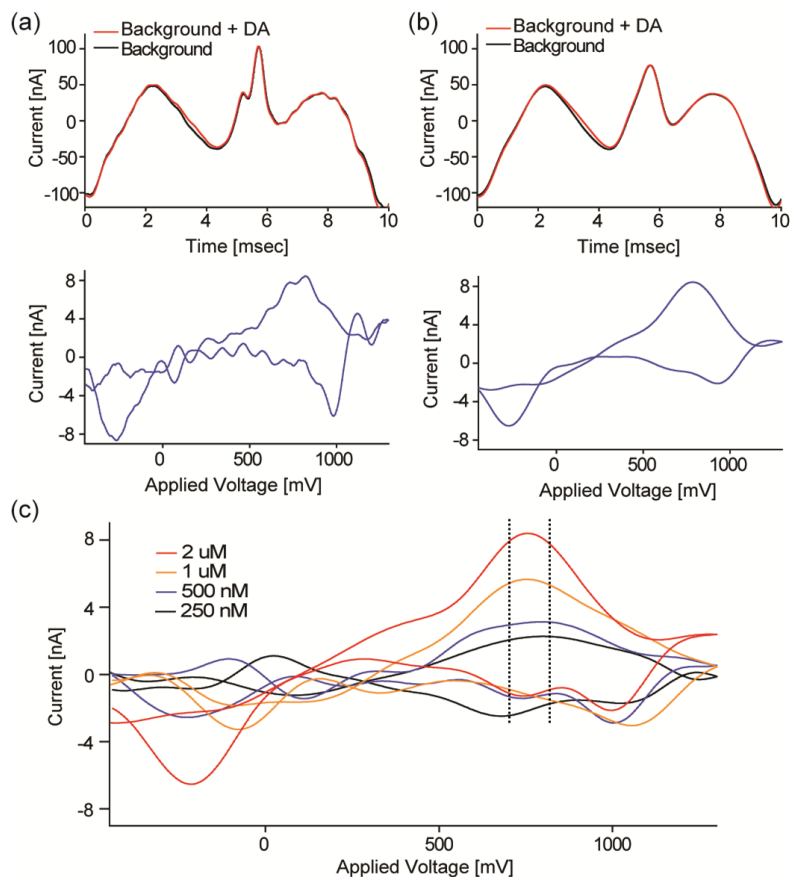 (a)
Background + DA
Background
Current [nA]
100
50
0
-50
-100
0 2 4 6 8 10
Time [msec]
(b)
Background + DA
Background
Current [nA]
100
50
0
-50
-100
0 2 4 6 8 10
Time [msec]
Current [nA]
8
4
0
-4
-8
0 500 1000
Applied Voltage [mV]
Current [nA]
8
4
0
-4
-8
0 500 1000
Applied Voltage [mV]
(c)
2 uM
1 uM
500 nM
250 nM
Current [nA]
8
4
0
-4
-8
0 500 1000
Applied Voltage [mV]